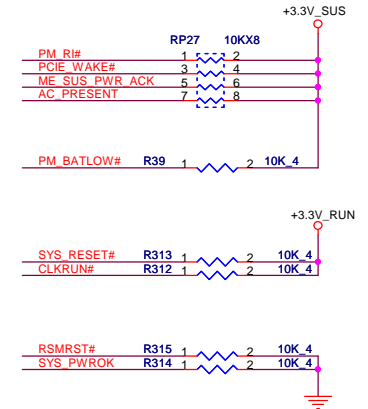 +3.3V_SUS
RP27 10KX8
PM_RI# 1 2
PCIE_WAKE# 3 4
ME_SUS_PWR_ACK 5 6
AC_PRESENT 7 8
PM_BATLOW# R39 1 2 10K_4
+3.3V_RUN
SYS_RESET# R313 1 2 10K_4
CLKRUN# R312 1 2 10K_4
RSMRST# R315 1 2 10K_4
SYS_PWROK R314 1 2 10K_4